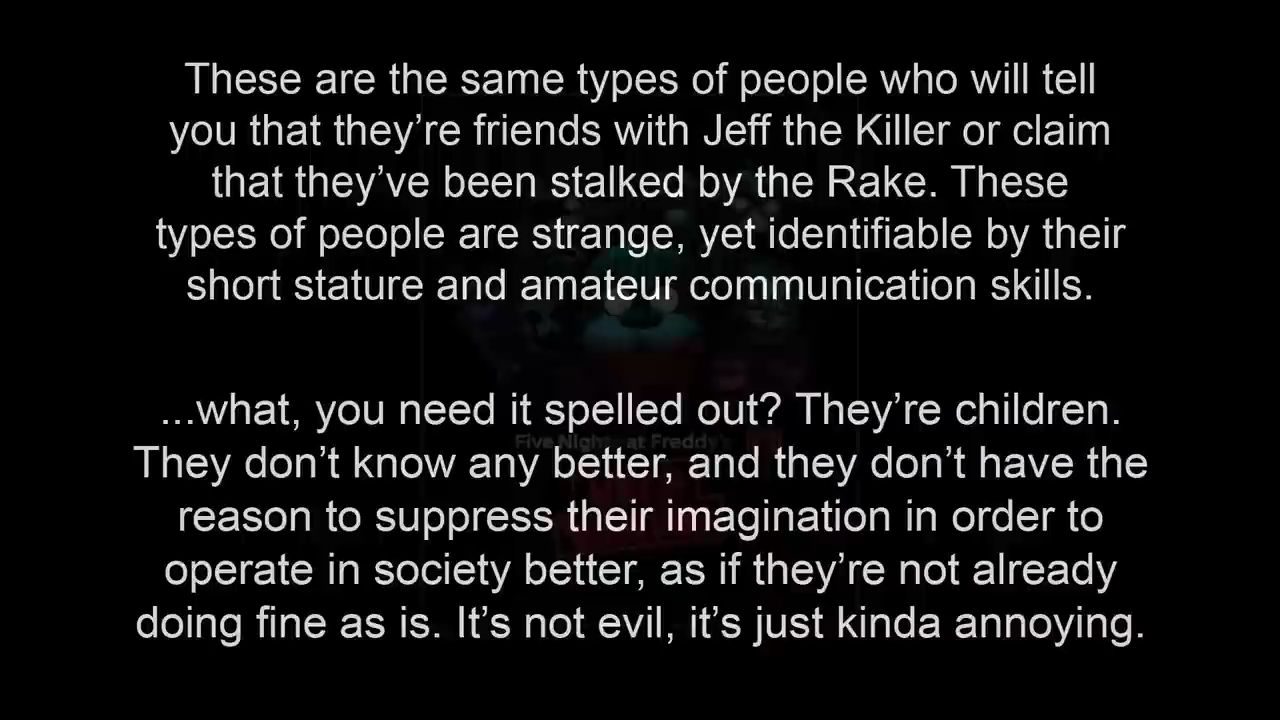 These are the same types of people who will tell
you that they’re friends with Jeff the Killer or claim
that they’ve been stalked by the Rake. These
types of people are strange, yet identifiable by their
short stature and amateur communication skills.
...what, you need it spelled out? They’re children.
Five Nights at Freddy's
They don’t know any better, and they don’t have the
reason to suppress their imagination in order to
operate in society better, as if they’re not already
doing fine as is. It’s not evil, it’s just kinda annoying.